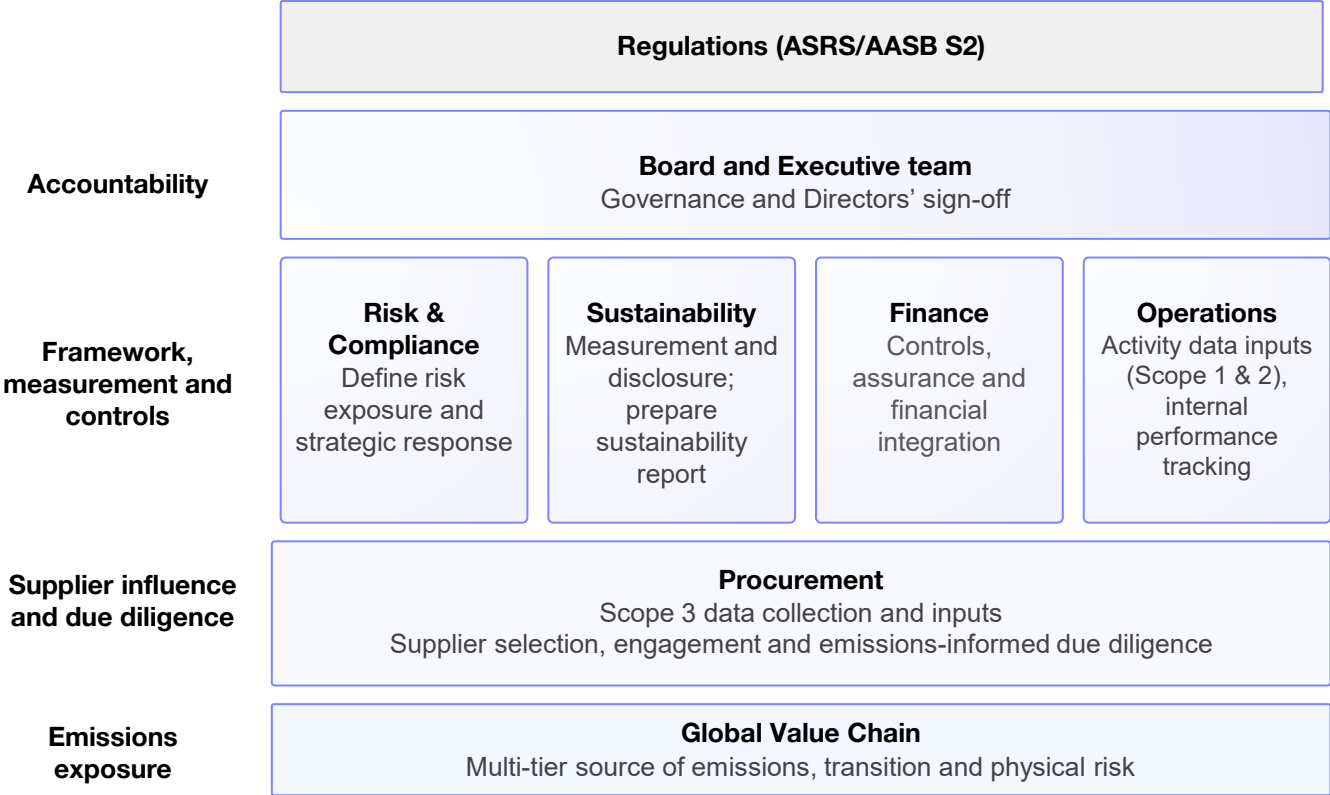 Regulations (ASRS/AASB S2)
Accountability
Board and Executive team
Governance and Directors’ sign-off
Framework,
measurement and
controls
Risk &
Compliance
Define risk
exposure and
strategic response
Sustainability
Measurement and
disclosure;
prepare
sustainability
report
Finance
Controls,
assurance and
financial
integration
Operations
Activity data inputs
(Scope 1 & 2),
internal
performance
tracking
Supplier influence
and due diligence
Procurement
Scope 3 data collection and inputs
Supplier selection, engagement and emissions-informed due diligence
Emissions
exposure
Global Value Chain
Multi-tier source of emissions, transition and physical risk